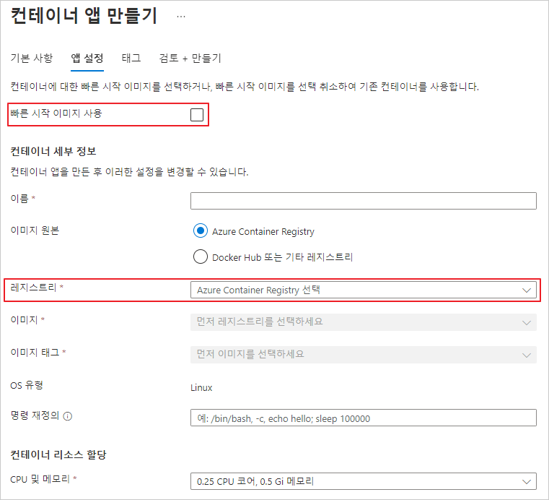 컨테이너 앱 만들기 ...
기본 사항 앱 설정 태그 검토 + 만들기
컨테이너에 대한 빠른 시작 이미지를 선택하거나, 빠른 시작 이미지를 선택 취소하여 기존 컨테이너를 사용합니다.
빠른 시작 이미지 사용
컨테이너 세부 정보
컨테이너 앱을 만든 후 이러한 설정을 변경할 수 있습니다.
이름 *
이미지 원본 Azure Container Registry
Docker Hub 또는 기타 레지스트리
레지스트리 * Azure Container Registry 선택
이미지 * 먼저 레지스트리를 선택하세요
이미지 태그 * 먼저 이미지를 선택하세요
OS 유형 Linux
명령 재정의 예: /bin/bash, -c, echo hello; sleep 100000
컨테이너 리소스 할당
CPU 및 메모리 * 0.25 CPU 코어, 0.5 Gi 메모리